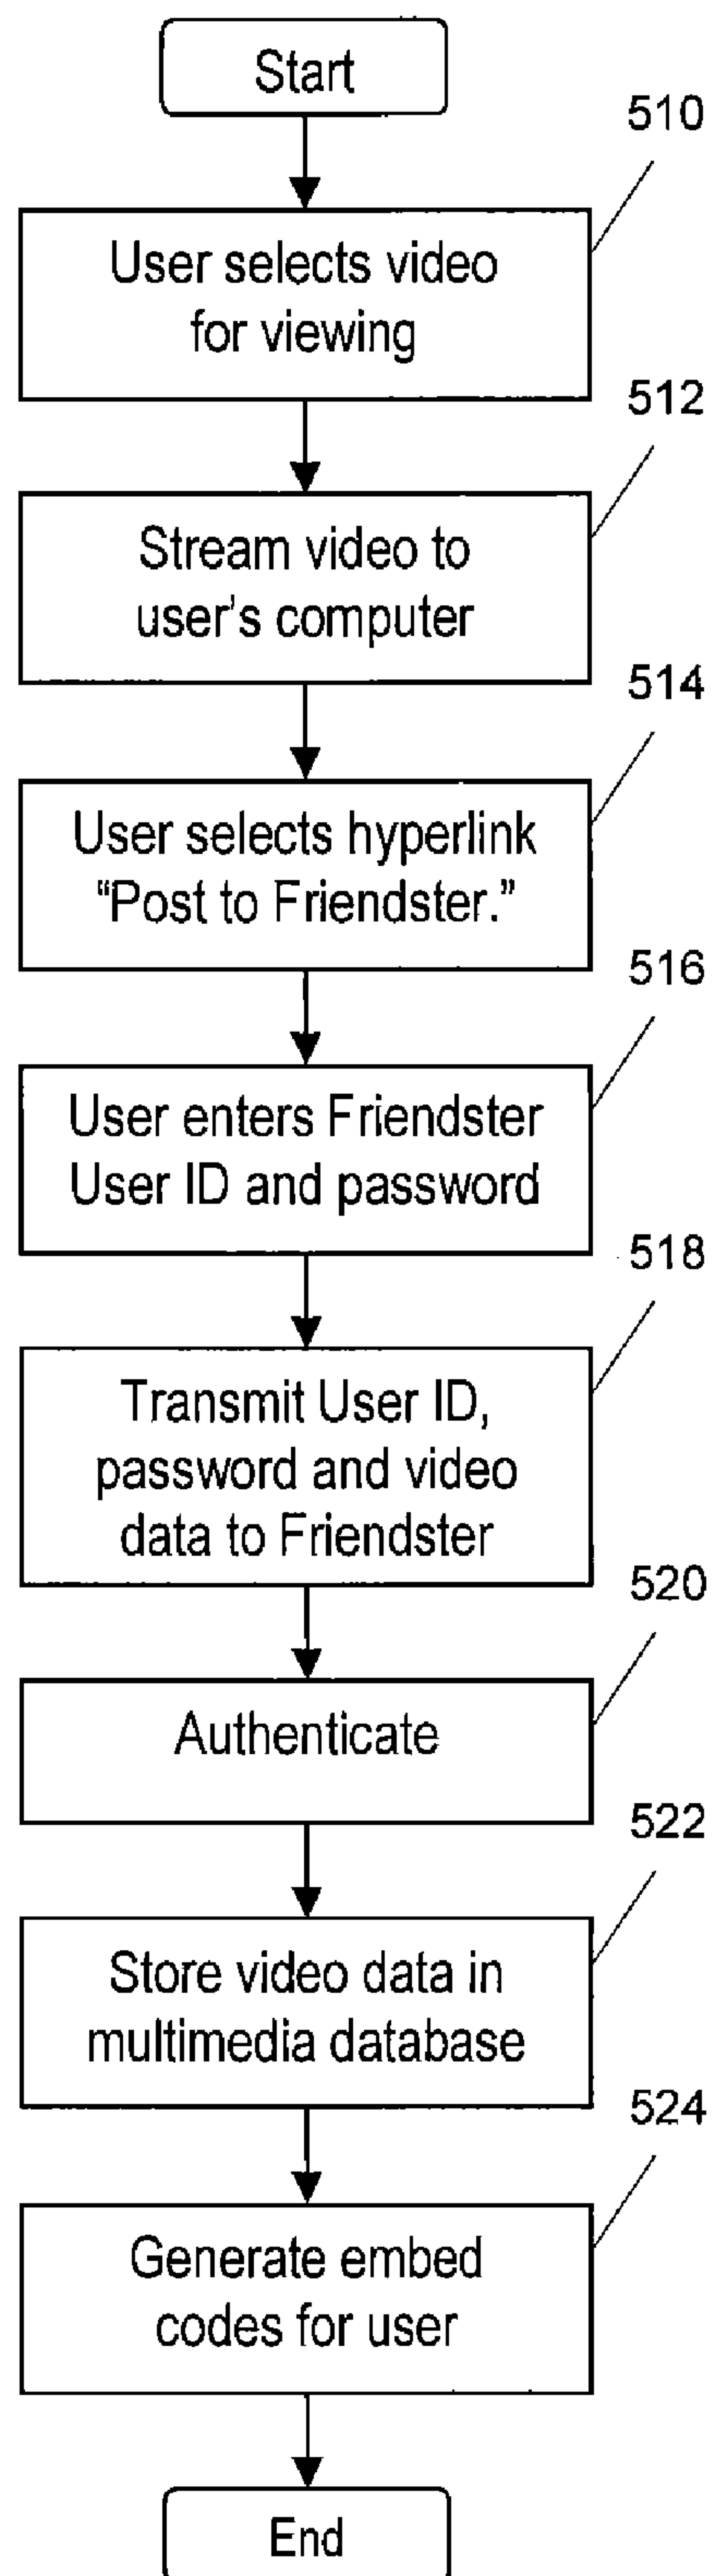 Start
510
User selects video
for viewing
512
Stream video to
user's computer
514
User selects hyperlink
“Post to Friendster.”
516
User enters Friendster
User ID and password
518
Transmit User ID,
password and video
data to Friendster
520
Authenticate
522
Store video data in
multimedia database
524
Generate embed
codes for user
End